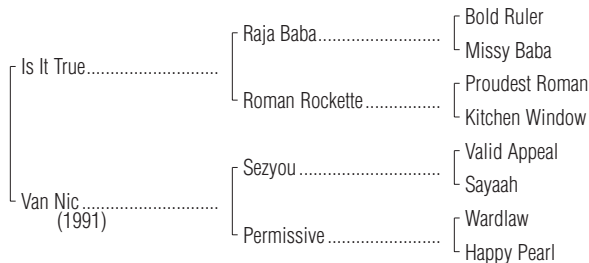 Bold Ruler
Raja Baba
Missy Baba
Is It True
Proudest Roman
Roman Rockette
Kitchen Window
Valid Appeal
Sezyou
Sayaah
Van Nic
(1991)
Wardlaw
Permissive
Happy Pearl